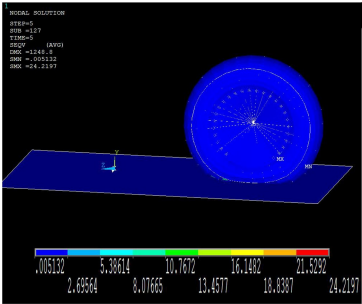 1
NODAL SOLUTION
STEP=5
SUB =127
TIME=5
SEQV (AVG)
DMX =1248.8
SMN =.005132
SMX =24.2197
Y
MX
MN
.005132 5.38614 10.7672 16.1482 21.5292
2.69564 8.07665 13.4577 18.8387 24.2197